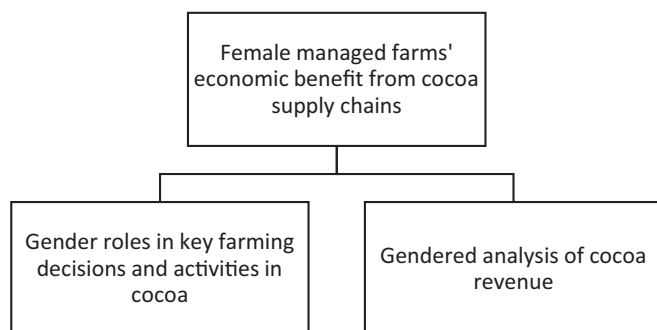 Female managed farms'
economic benefit from cocoa
supply chains
Gender roles in key farming
decisions and activities in
cocoa
Gendered analysis of cocoa
revenue